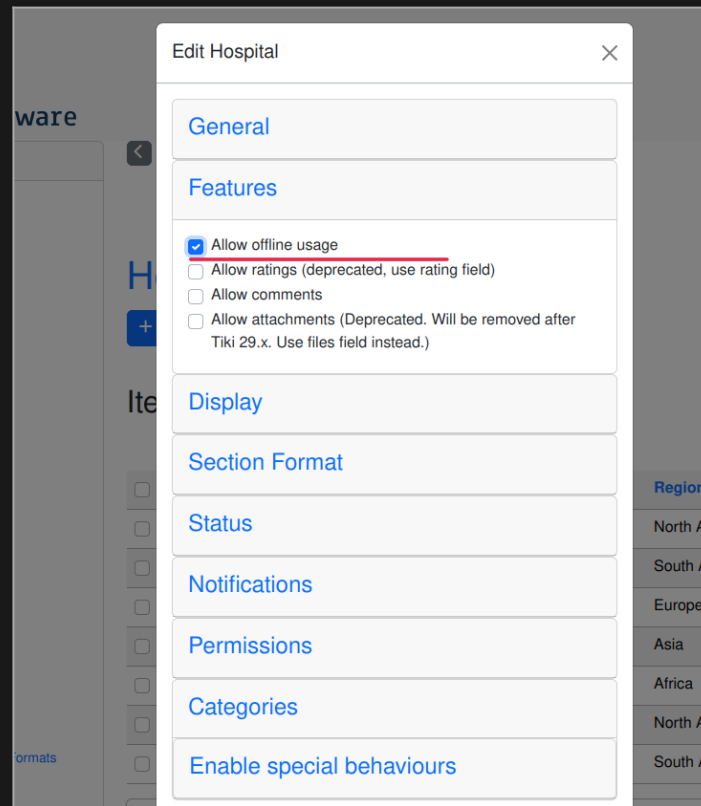 Edit Hospital
ware
General
Features
Allow offline usage
Allow ratings (deprecated, use rating field)
Allow comments
Allow attachments (Deprecated. Will be removed after
Tiki 29.x. Use files field instead.)
Display
Section Format
Status
Notifications
Permissions
Categories
Enable special behaviours
H
+
Ite
Region
North A
South A
Europe
Asia
Africa
North A
South A
ormats